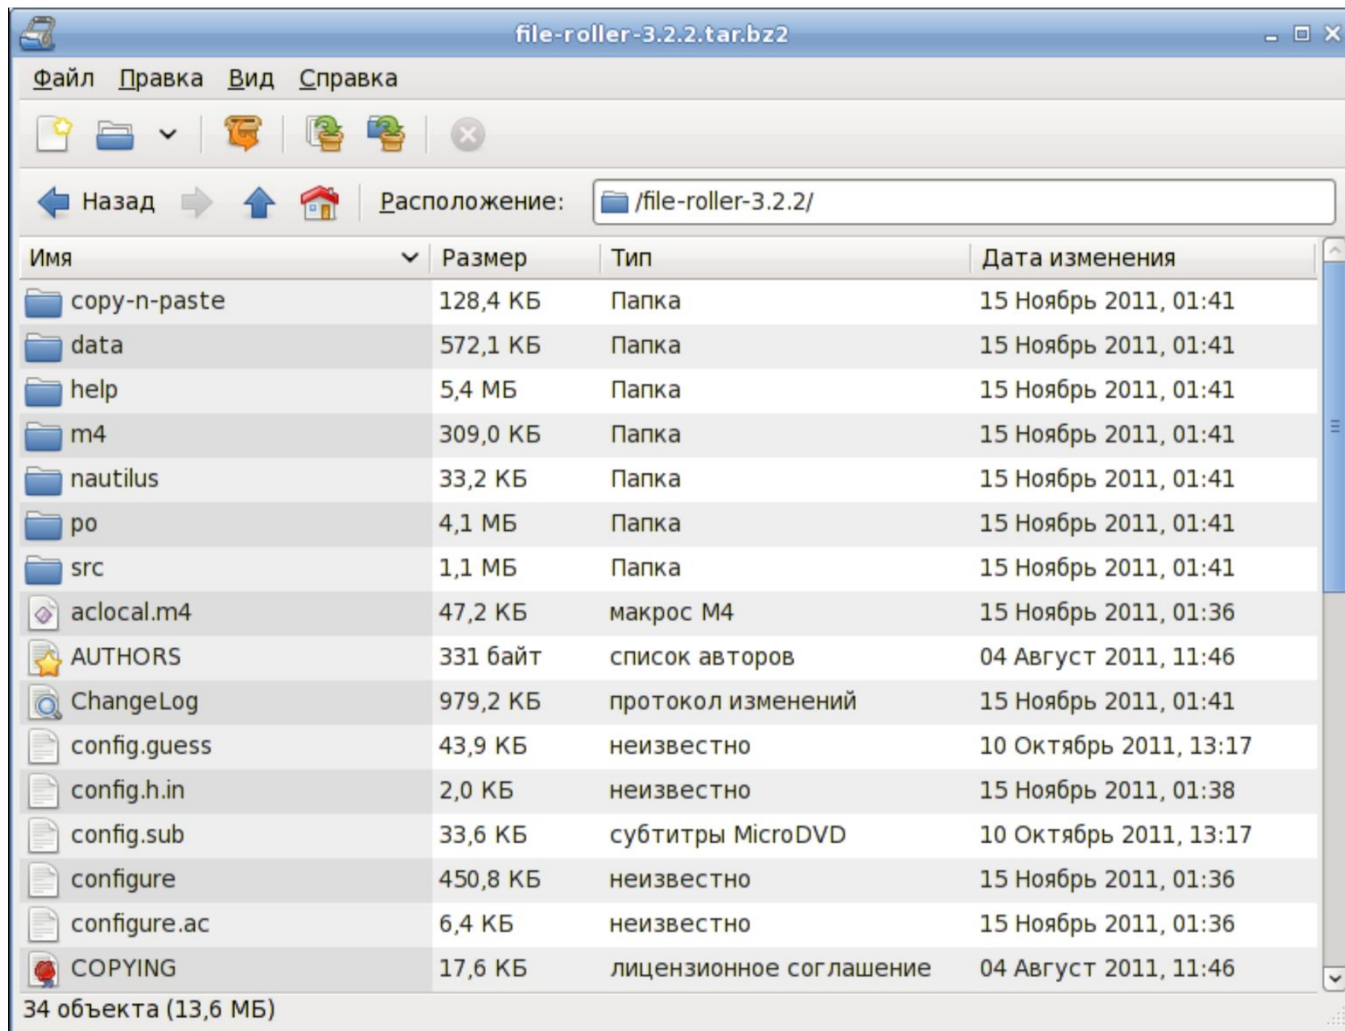 file-roller-3.2.2.tar.bz2
Файл Правка Вид Справка
Назад Расположение: /file-roller-3.2.2/
Имя Размер Тип Дата изменения
copy-n-paste 128,4 КБ Папка 15 Ноябрь 2011, 01:41
data 572,1 КБ Папка 15 Ноябрь 2011, 01:41
help 5,4 МБ Папка 15 Ноябрь 2011, 01:41
m4 309,0 КБ Папка 15 Ноябрь 2011, 01:41
nautilus 33,2 КБ Папка 15 Ноябрь 2011, 01:41
po 4,1 МБ Папка 15 Ноябрь 2011, 01:41
src 1,1 МБ Папка 15 Ноябрь 2011, 01:41
aclocal.m4 47,2 КБ макрос M4 15 Ноябрь 2011, 01:36
AUTHORS 331 байт список авторов 04 Август 2011, 11:46
ChangeLog 979,2 КБ протокол изменений 15 Ноябрь 2011, 01:41
config.guess 43,9 КБ неизвестно 10 Октябрь 2011, 13:17
config.h.in 2,0 КБ неизвестно 15 Ноябрь 2011, 01:38
config.sub 33,6 КБ субтитры MicroDVD 10 Октябрь 2011, 13:17
configure 450,8 КБ неизвестно 15 Ноябрь 2011, 01:36
configure.ac 6,4 КБ неизвестно 15 Ноябрь 2011, 01:36
COPYING 17,6 КБ лицензионное соглашение 04 Август 2011, 11:46
34 объекта (13,6 МБ)